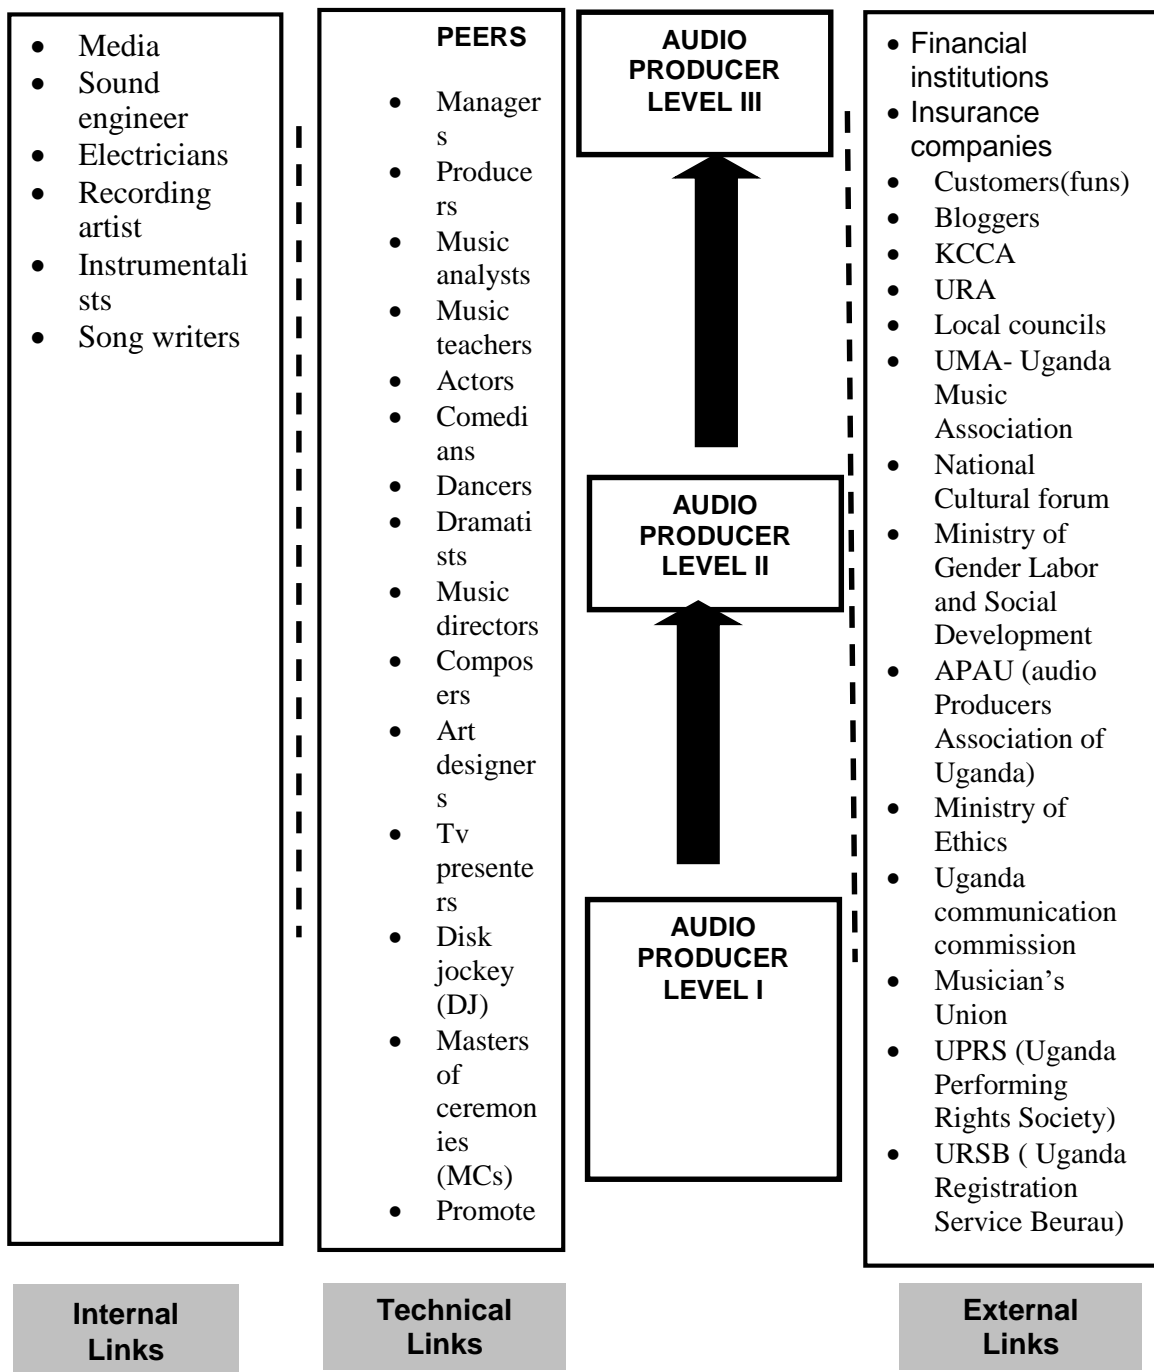 • Media
• Sound
engineer
• Electricians
• Recording
artist
• Instrumentali
sts
• Song writers
PEERS
• Manager
s
• Produce
rs
• Music
analysts
• Music
teachers
• Actors
• Comedi
ans
• Dancers
• Dramati
sts
• Music
directors
• Compos
ers
• Art
designer
s
• Tv
presente
rs
• Disk
jockey
(DJ)
• Masters
of
ceremon
ies
(MCs)
• Promote
AUDIO
PRODUCER
LEVEL III
AUDIO
PRODUCER
LEVEL II
AUDIO
PRODUCER
LEVEL I
• Financial
institutions
• Insurance
companies
• Customers(funs)
• Bloggers
• KCCA
• URA
• Local councils
• UMA- Uganda
Music
Association
• National
Cultural forum
• Ministry of
Gender Labor
and Social
Development
• APAU (audio
Producers
Association of
Uganda)
• Ministry of
Ethics
• Uganda
communication
commission
• Musician’s
Union
• UPRS (Uganda
Performing
Rights Society)
• URSB ( Uganda
Registration
Service Beurau)
Internal
Links
Technical
Links
External
Links